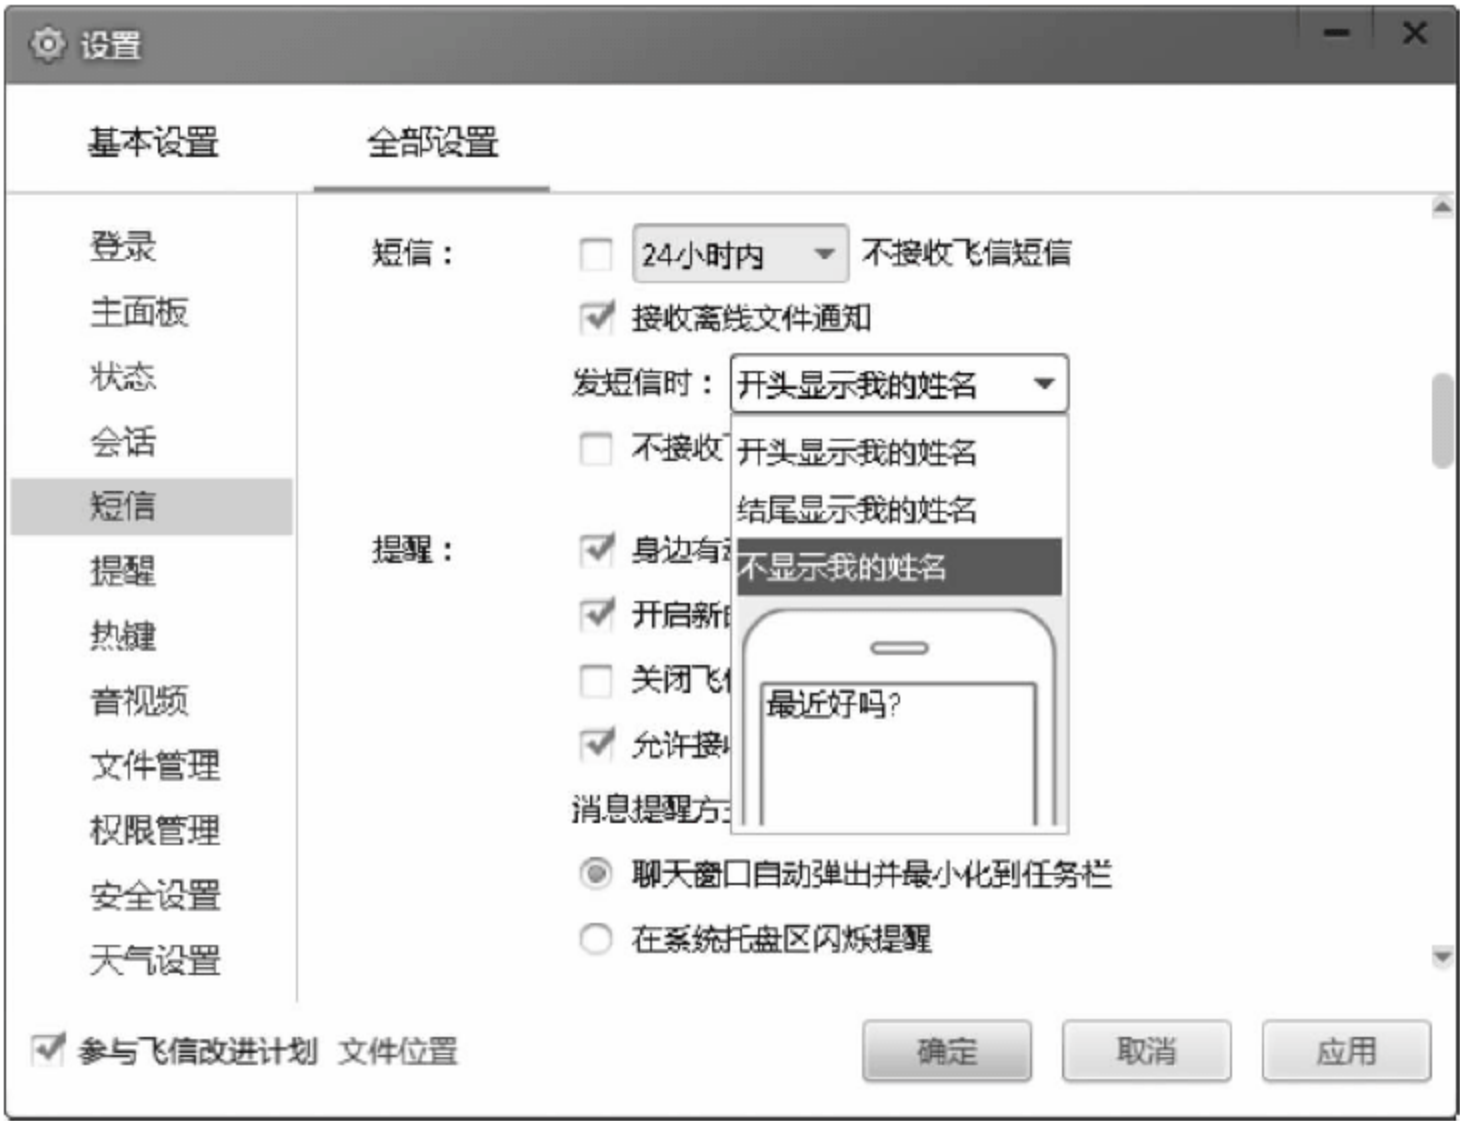 设置
基本设置 全部设置
登录
主面板
状态
会话
短信
提醒
热键
音视频
文件管理
权限管理
安全设置
天气设置
短信：
24小时内 不接收飞信短信
接收离线文件通知
发短信时： 开头显示我的姓名
不接收
开头显示我的姓名
结尾显示我的姓名
不显示我的姓名
最近好吗?
提醒：
身边有
开启新
关闭飞
允许接
消息提醒方
聊天窗口自动弹出并最小化到任务栏
在系统托盘区闪烁提醒
参与飞信改进计划 文件位置
确定 取消 应用